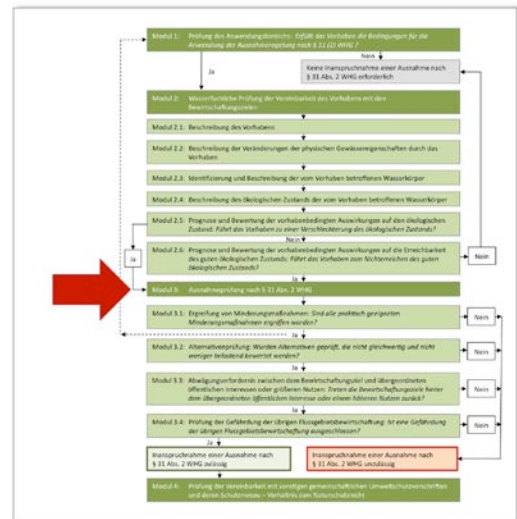 Modul 1: Prüfung des Anwendungsbereichs: Erfüllt das Vorhaben die Bedingungen für die
Anwendung der Ausnahmeregelung nach § 31 (2) WHG?
Nein
Ja
Keine Inanspruchnahme einer Ausnahme nach
§ 31 Abs. 2 WHG erforderlich
Modul 2: Wasserfachliche Prüfung der Vereinbarkeit des Vorhabens mit den
Bewirtschaftungszielen
Modul 2.1: Beschreibung des Vorhabens
Modul 2.2: Beschreibung der Veränderungen der physischen Gewässereigenschaften durch das
Vorhaben
Modul 2.3: Identifizierung und Beschreibung der vom Vorhaben betroffenen Wasserkörper
Modul 2.4: Beschreibung des ökologischen Zustands der vom Vorhaben betroffenen Wasserkörper
Modul 2.5: Prognose und Bewertung der vorhabenbedingten Auswirkungen auf den ökologischen
Zustand. Führt das Vorhaben zu einer Verschlechterung des ökologischen Zustands?
Nein
Ja
Modul 2.6: Prognose und Bewertung der vorhabenbedingten Auswirkungen auf die Erreichbarkeit
des guten ökologischen Zustands: Führt das Vorhaben zum Nichterreichen des guten
ökologischen Zustands?
Nein
Ja
Modul 3: Ausnahmeprüfung nach § 31 Abs. 2 WHG
Modul 3.1: Ergreifung von Minderungsmaßnahmen: Sind alle praktisch geeigneten
Minderungsmaßnahmen ergriffen worden?
Nein
Ja
Modul 3.2: Alternativenprüfung: Wurden Alternativen geprüft, die nicht gleichwertig und nicht
weniger belastend bewertet werden?
Nein
Ja
Modul 3.3: Abwägungserfordernis zwischen dem Bewirtschaftungsziel und übergeordneten
öffentlichen Interesse oder größeren Nutzen: Treten die Bewirtschaftungsziele hinter
dem übergeordneten öffentlichen Interesse oder einem höheren Nutzen zurück?
Nein
Ja
Modul 3.4: Prüfung der Gefährdung der übrigen Flussgebietsbewirtschaftung: Ist eine Gefährdung
der übrigen Flussgebietsbewirtschaftung ausgeschlossen?
Nein
Ja
Inanspruchnahme einer Ausnahme nach
§ 31 Abs. 2 WHG zulässig
Inanspruchnahme einer Ausnahme nach
§ 31 Abs. 2 WHG unzulässig
Modul 4: Prüfung der Vereinbarkeit mit sonstigen gemeinschaftlichen Umweltschutzvorschriften
und deren Schutzniveau – Verhältnis zum Naturschutzrecht